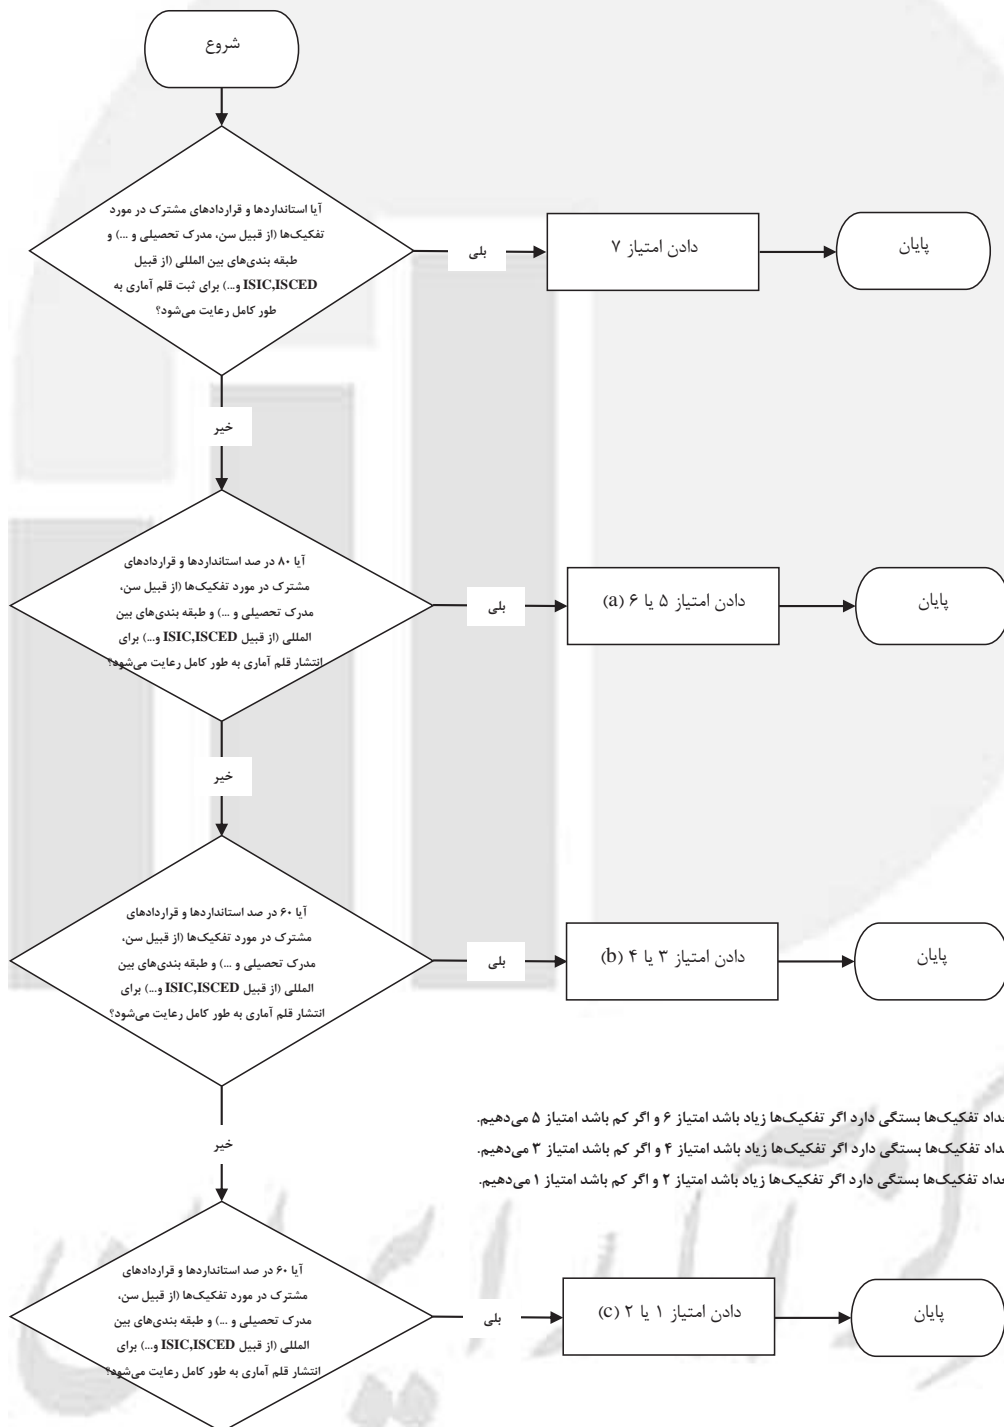 شروع
آیا استانداردها و قراردادهای مشترک در مورد
تفکیک‌ها (از قبیل سن، مدرک تحصیلی و ...) و
طبقه بندی‌های بین المللی (از قبیل
ISIC,ISCED و...) برای ثبت قلم آماری به
طور کامل رعایت می‌شود؟
بلی
دادن امتیاز ۷
پایان
خیر
آیا ۸۰ در صد استانداردها و قراردادهای
مشترک در مورد تفکیک‌ها (از قبیل سن،
مدرک تحصیلی و ...) و طبقه بندی‌های بین
المللی (از قبیل ISIC,ISCED و...) برای
انتشار قلم آماری به طور کامل رعایت می‌شود؟
بلی
دادن امتیاز ۵ یا ۶ (a)
پایان
خیر
آیا ۶۰ در صد استانداردها و قراردادهای
مشترک در مورد تفکیک‌ها (از قبیل سن،
مدرک تحصیلی و ...) و طبقه بندی‌های بین
المللی (از قبیل ISIC,ISCED و...) برای
انتشار قلم آماری به طور کامل رعایت می‌شود؟
بلی
دادن امتیاز ۳ یا ۴ (b)
پایان
تفکیک‌ها بستگی دارد اگر تفکیک‌ها زیاد باشد امتیاز ۶ و اگر کم باشد امتیاز ۵ می‌دهیم.
تفکیک‌ها بستگی دارد اگر تفکیک‌ها زیاد باشد امتیاز ۴ و اگر کم باشد امتیاز ۳ می‌دهیم.
تفکیک‌ها بستگی دارد اگر تفکیک‌ها زیاد باشد امتیاز ۲ و اگر کم باشد امتیاز ۱ می‌دهیم.
خیر
آیا ۶۰ در صد استانداردها و قراردادهای
مشترک در مورد تفکیک‌ها (از قبیل سن،
مدرک تحصیلی و ...) و طبقه بندی‌های بین
المللی (از قبیل ISIC,ISCED و...) برای
انتشار قلم آماری به طور کامل رعایت می‌شود؟
بلی
دادن امتیاز ۱ یا ۲ (c)
پایان